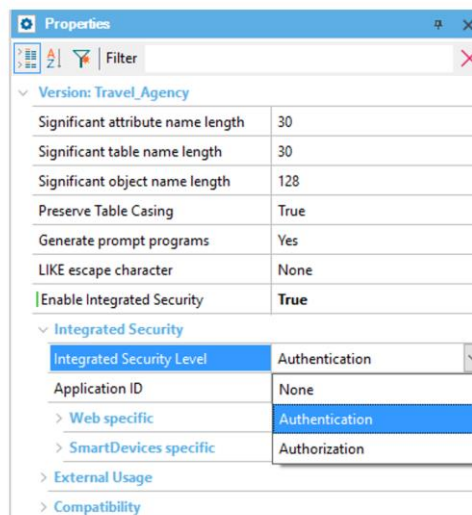 Properties
Filter
Version: Travel_Agency
Significant attribute name length 30
Significant table name length 30
Significant object name length 128
Preserve Table Casing True
Generate prompt programs Yes
LIKE escape character None
Enable Integrated Security True
Integrated Security
Integrated Security Level Authentication
Application ID None
Web specific Authentication
SmartDevices specific Authorization
External Usage
Compatibility